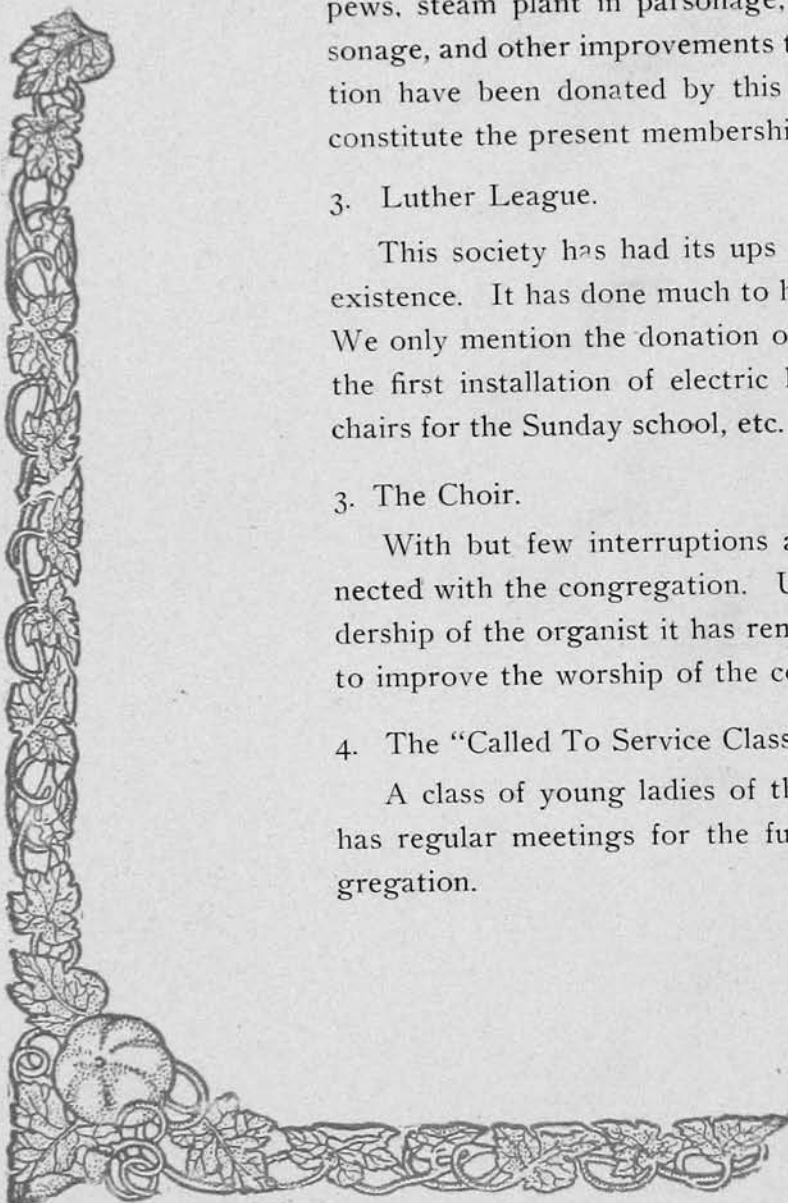 pews, steam plant in parsonage,
sonage, and other improvements
tion have been donated by this
constitute the present
3. Luther League.
This society has had its ups
existence. It has done much to
We only mention the donation
the first installation of electric
chairs for the Sunday school, etc.
3. The Choir.
With but few interruptions
nected with the congregation.
dership of the organist it has
to improve the worship of the
4. The “Called To Service Class
A class of young ladies of
has regular meetings for the
gregation.